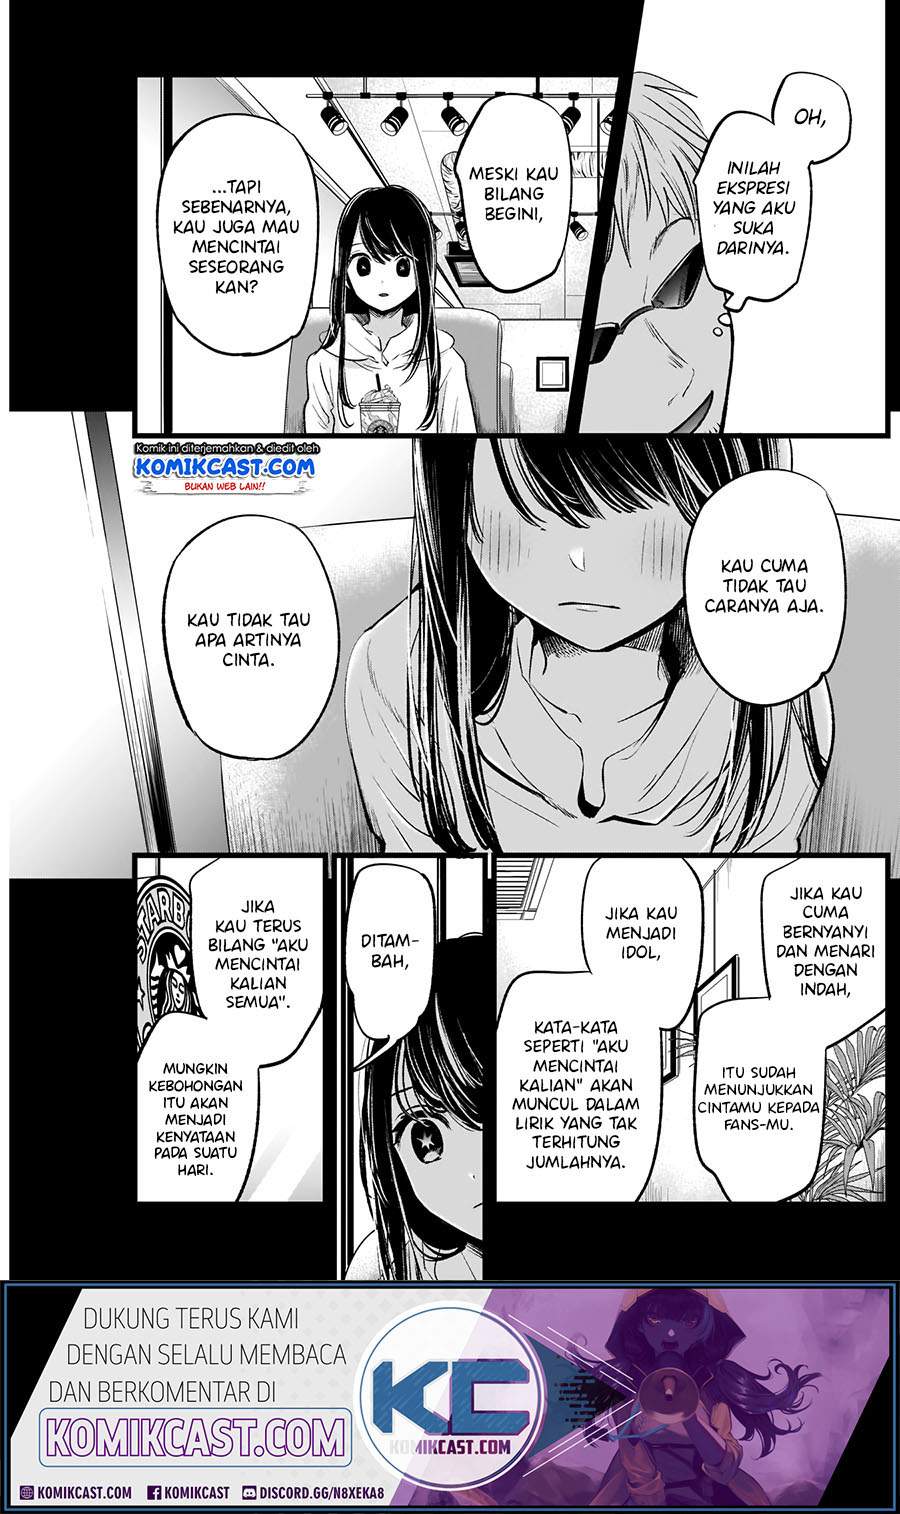 OH,
INILAH
EKSPRESI
YANG AKU
SUKA
DARINYA.
MESKI KAU
BILANG
BEGINI,
...TAPI
SEBENARNYA,
KAU JUGA MAU
MENCINTAI
SESEORANG
KAN?
Komik ini diterjemahkan & diedit oleh
KOMIKCAST.COM
BUKAN WEB LAIN!!
KAU CUMA
TIDAK TAU
CARANYA AJA.
KAU TIDAK TAU
APA ARTINYA
CINTA.
JIKA KAU
CUMA
BERNYANYI
DAN MENARI
DENGAN
INDAH,
ITU SUDAH
MENUNJUKKAN
CINTAMU KEPADA
FANS-MU.
JIKA KAU
MENJADI
IDOL,
KATA-KATA
SEPERTI "AKU
MENCINTAI
KALIAN" AKAN
MUNCUL DALAM
LIRIK YANG TAK
TERHITUNG
JUMLAHNYA.
DITAM-
BAH,
JIKA
KAU TERUS
BILANG "AKU
MENCINTAI
KALIAN
SEMUA".
MUNGKIN
KEBOHONGAN
ITU AKAN
MENJADI
KENYATAAN
PADA SUATU
HARI.
STARB
DUKUNG TERUS KAMI
DENGAN SELALU MEMBACA
DAN BERKOMENTAR DI
KOMIKCAST.COM
KC
KOMIKCAST.COM
KOMIKCAST.COM
KOMIKCAST
DISCORD.GG/N8XEKA8